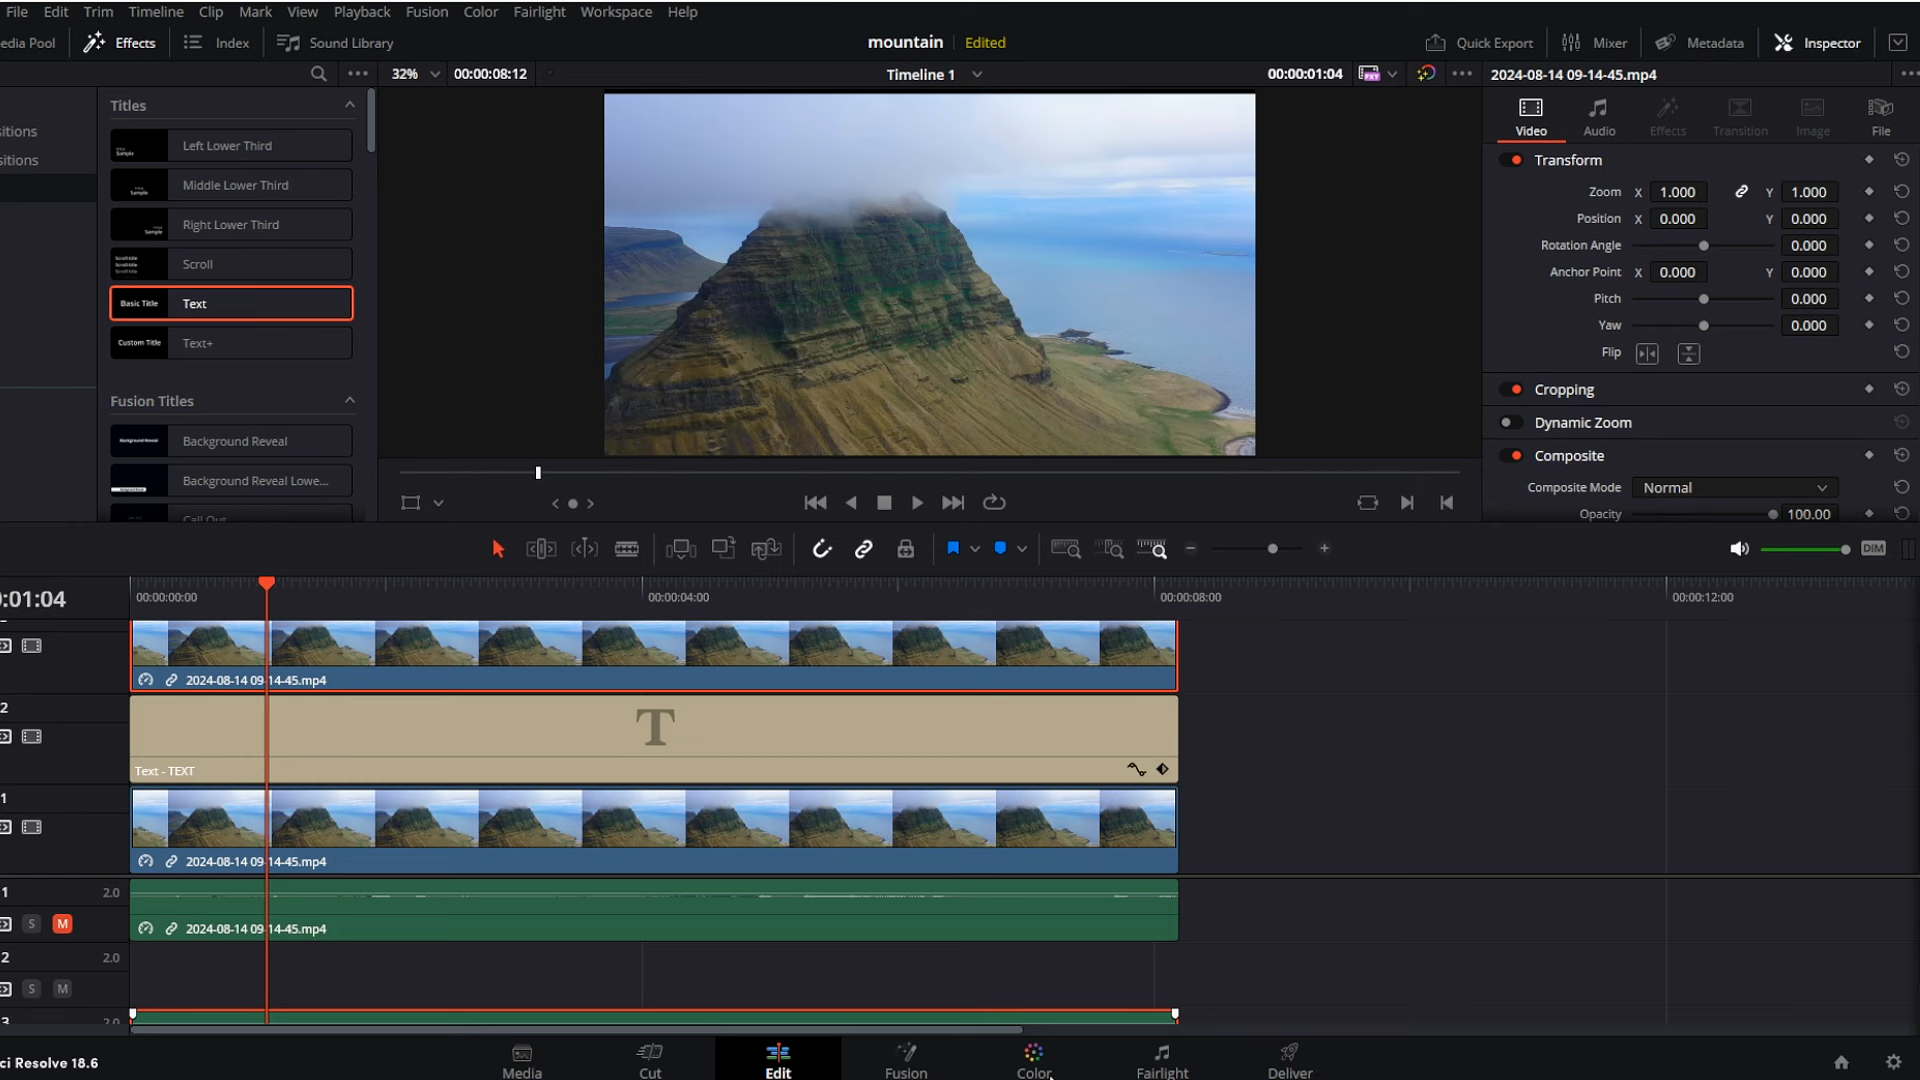 File Edit Trim Timeline Clip Mark View Playback Fusion Color Fairlight Workspace Help
edia Pool Effects Index Sound Library mountain Edited Quick Export Mixer Metadata Inspector
32% 00:00:08:12 Timeline 1 00:00:01:04 2024-08-14 09-14-45.mp4
Titles
Left Lower Third
Middle Lower Third
Right Lower Third
Scroll
Basic Title Text
Custom Title Text+
Fusion Titles
Background Reveal
Background Reveal Lowe...
Call Out
sitions
sitions
Video Audio Effects Transition Image File
Transform
Zoom X 1.000 Y 1.000
Position X 0.000 Y 0.000
Rotation Angle 0.000
Anchor Point X 0.000 Y 0.000
Pitch 0.000
Yaw 0.000
Flip
Cropping
Dynamic Zoom
Composite
Composite Mode Normal
Opacity 100.00
DIM
:01:04 00:00:00:00 00:00:04:00 00:00:08:00 00:00:12:00
2024-08-14 09-14-45.mp4
2
T
Text - TEXT
1
2024-08-14 09-14-45.mp4
1 2.0
S M 2024-08-14 09-14-45.mp4
2 2.0
S M
3 2.0
ci Resolve 18.6
Media Cut Edit Fusion Color Fairlight Deliver